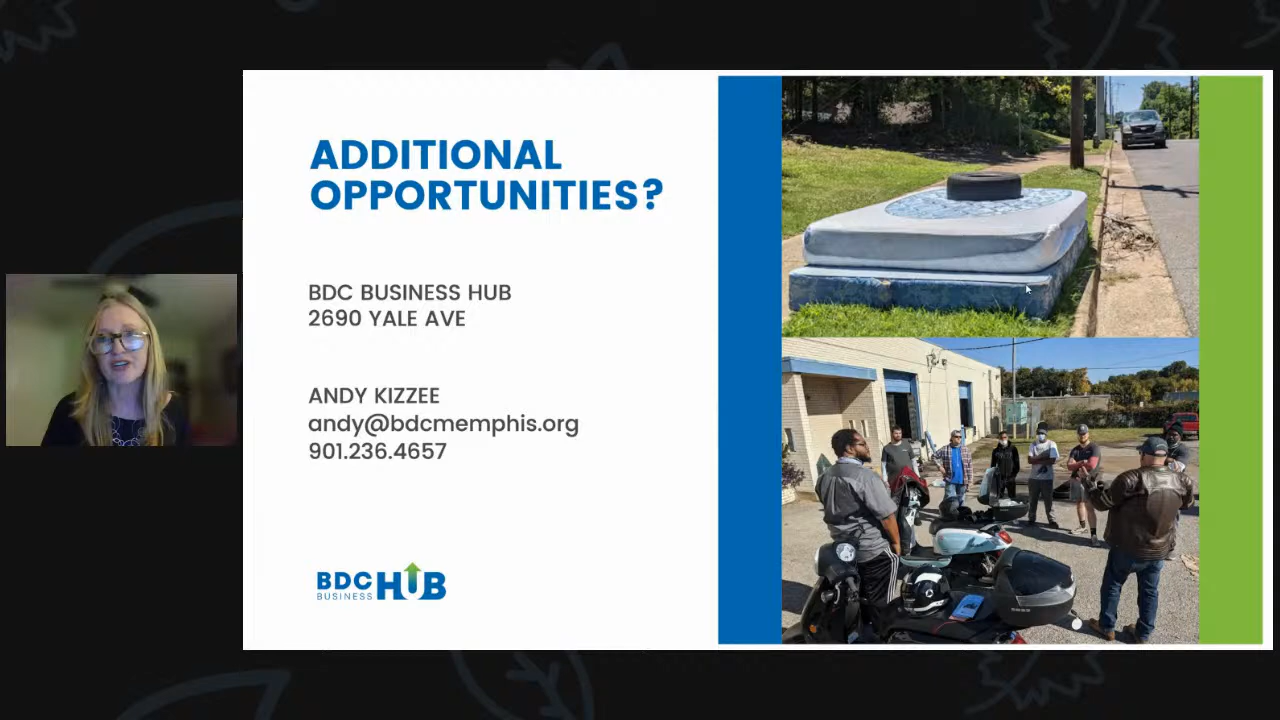 ADDITIONAL
OPPORTUNITIES?
BDC BUSINESS HUB
2690 YALE AVE
ANDY KIZZEE
andy@bdcmemphis.org
901.236.4657
BDC HUB
BUSINESS